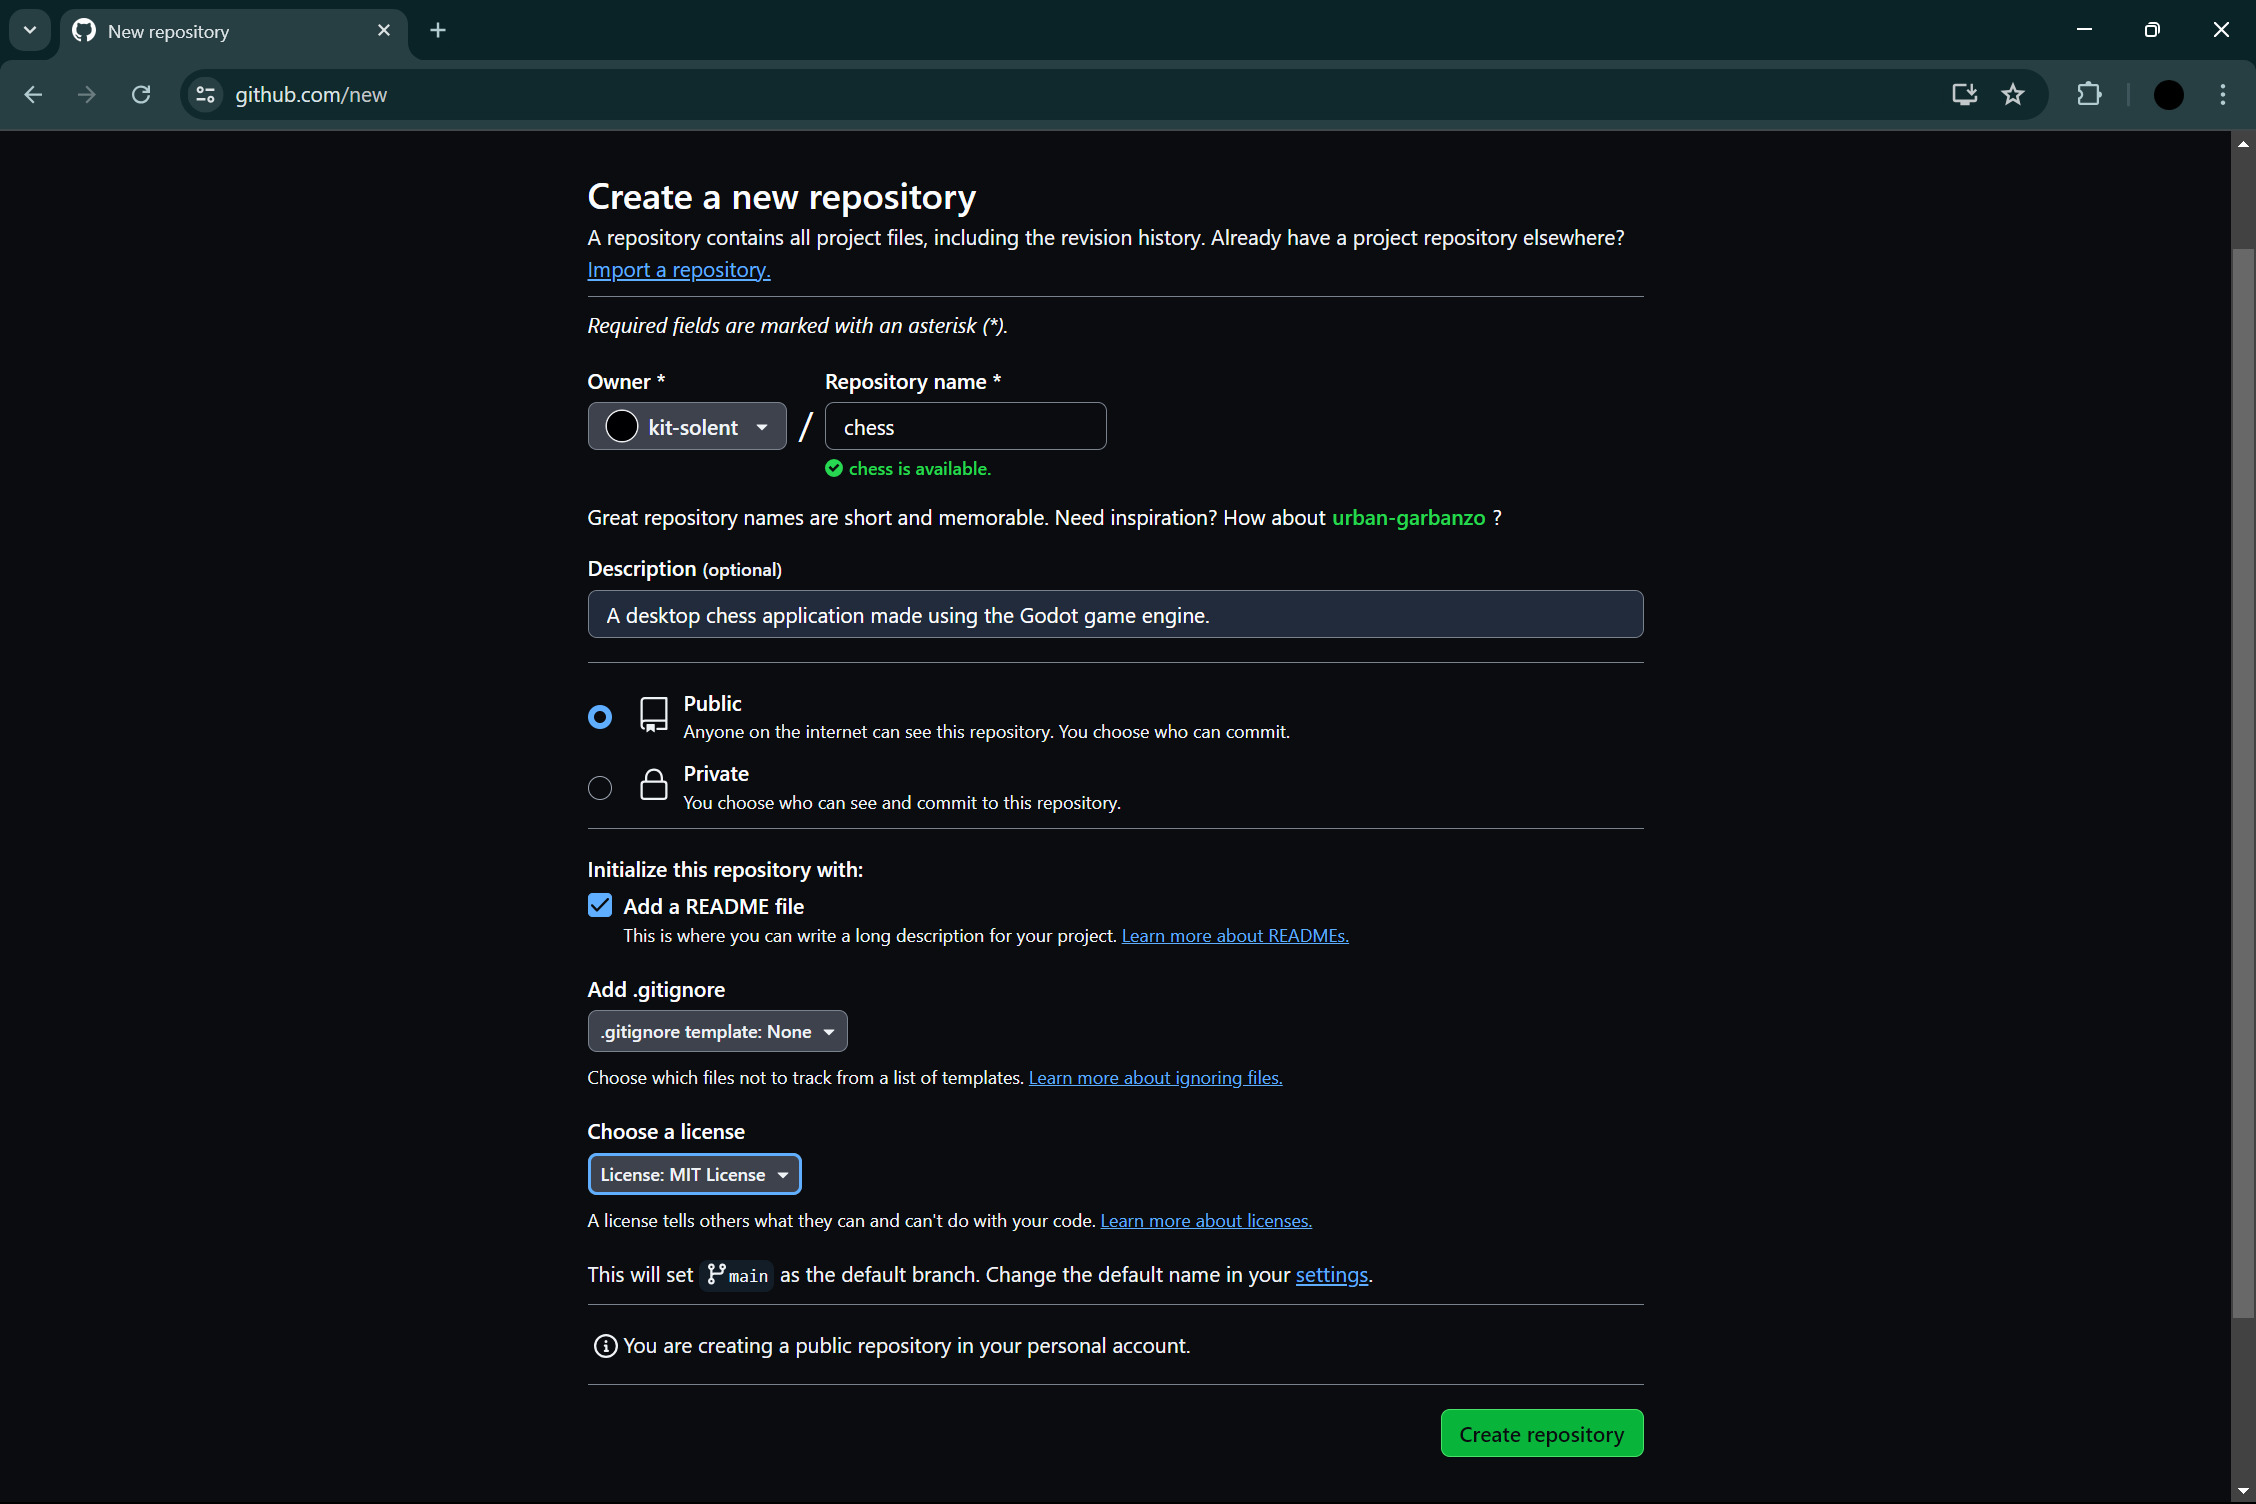 New repository
github.com/new
Create a new repository
A repository contains all project files, including the revision history. Already have a project repository elsewhere?
Import a repository.
Required fields are marked with an asterisk (*).
Owner * Repository name *
kit-solent / chess
chess is available.
Great repository names are short and memorable. Need inspiration? How about urban-garbanzo ?
Description (optional)
A desktop chess application made using the Godot game engine.
Public
Anyone on the internet can see this repository. You choose who can commit.
Private
You choose who can see and commit to this repository.
Initialize this repository with:
Add a README file
This is where you can write a long description for your project. Learn more about READMEs.
Add .gitignore
.gitignore template: None
Choose which files not to track from a list of templates. Learn more about ignoring files.
Choose a license
License: MIT License
A license tells others what they can and can't do with your code. Learn more about licenses.
This will set main as the default branch. Change the default name in your settings.
You are creating a public repository in your personal account.
Create repository